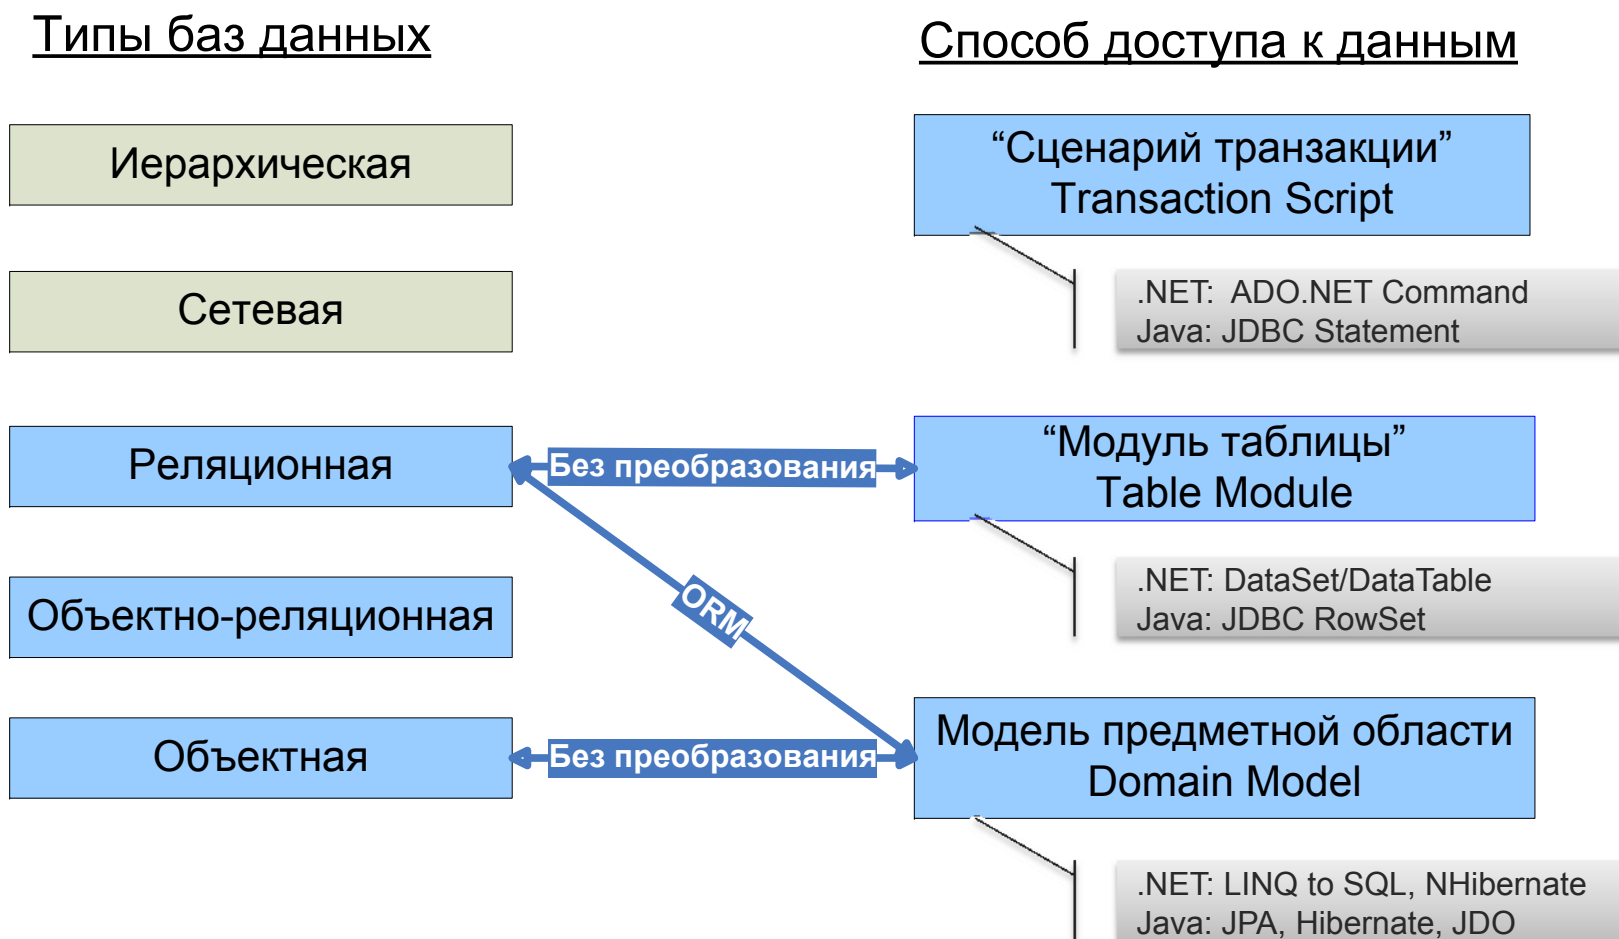 Типы баз данных
Способ доступа к данным
Иерархическая
“Сценарий транзакции”
Transaction Script
Сетевая
.NET: ADO.NET Command
Java: JDBC Statement
Реляционная
Без преобразования
“Модуль таблицы”
Table Module
.NET: DataSet/DataTable
Java: JDBC RowSet
Объектно-реляционная
ORM
Объектная
Без преобразования
Модель предметной области
Domain Model
.NET: LINQ to SQL, NHibernate
Java: JPA, Hibernate, JDO